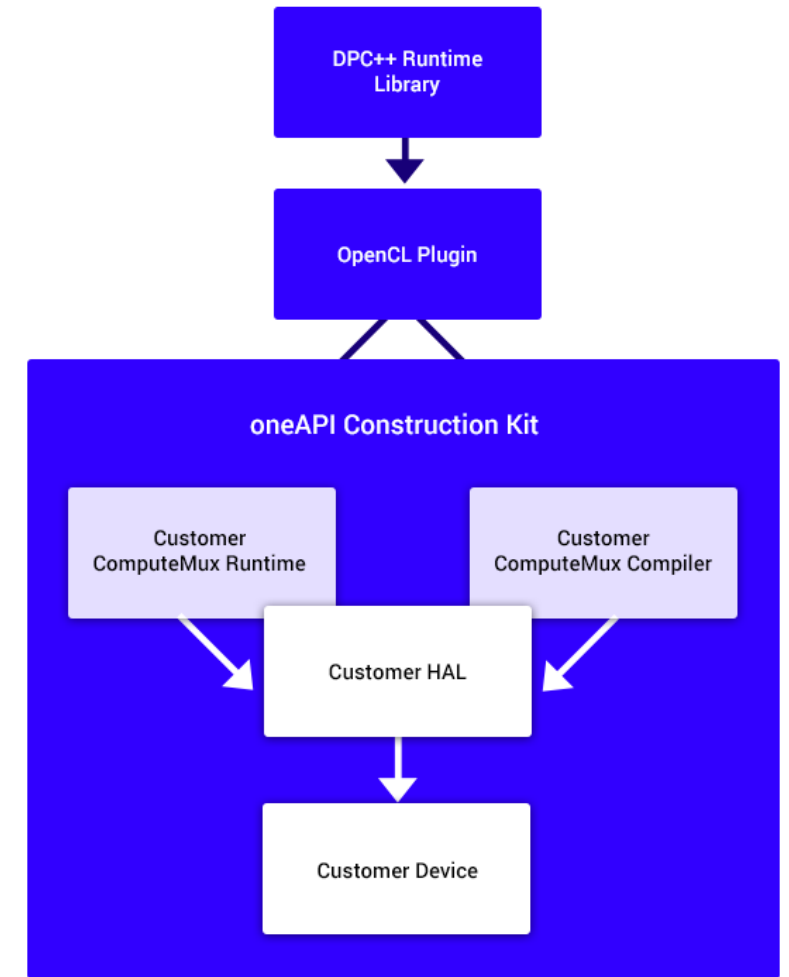 DPC++ Runtime
Library
OpenCL Plugin
oneAPI Construction Kit
Customer
ComputeMux Runtime
Customer
ComputeMux Compiler
Customer HAL
Customer Device